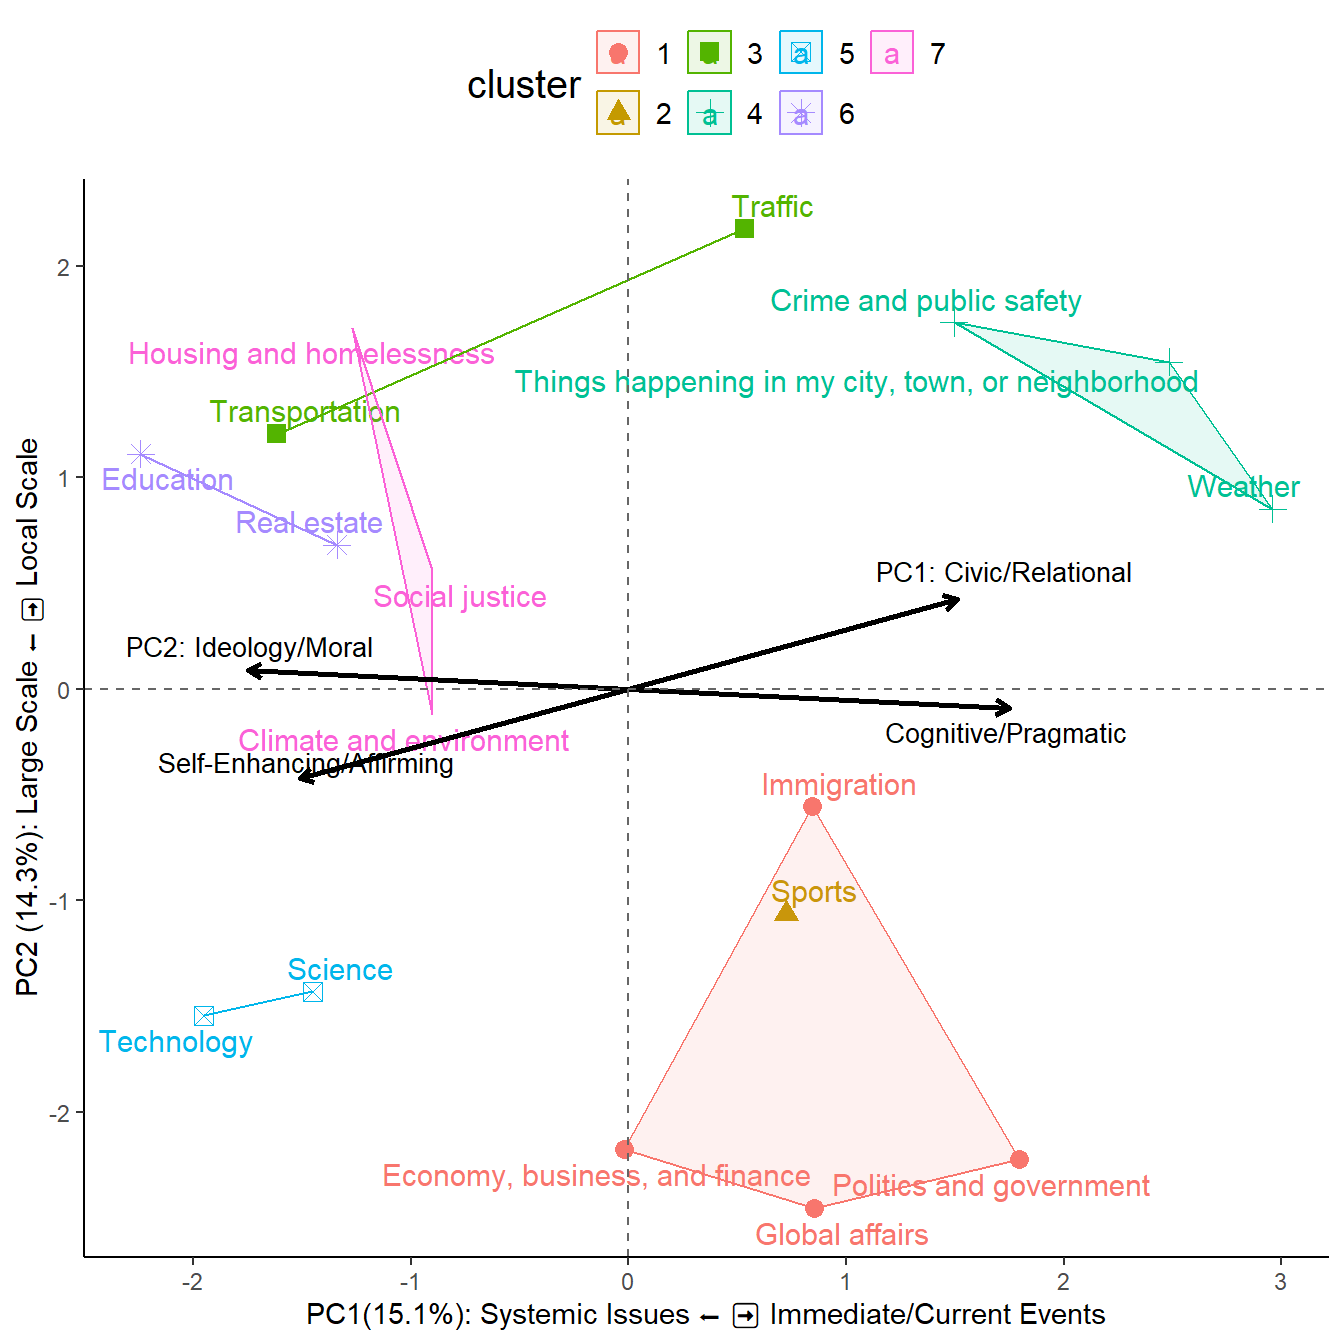 cluster
1 3 5 7
2 4 6
Traffic
2
Crime and public safety
Housing and homelessness
Things happening in my city, town, or neighborhood
Transportation
1
Education
Weather
Real estate
PC1: Civic/Relational
Social justice
PC2: Ideology/Moral
0
Cognitive/Pragmatic
Climate and environment
Self-Enhancing/Affirming
Immigration
Sports
-1
Science
Technology
-2
Economy, business, and finance
Politics and government
Global affairs
-2 -1 0 1 2 3
PC1(15.1%): Systemic Issues ← ➡ Immediate/Current Events
PC2 (14.3%): Large Scale ← ➡ Local Scale